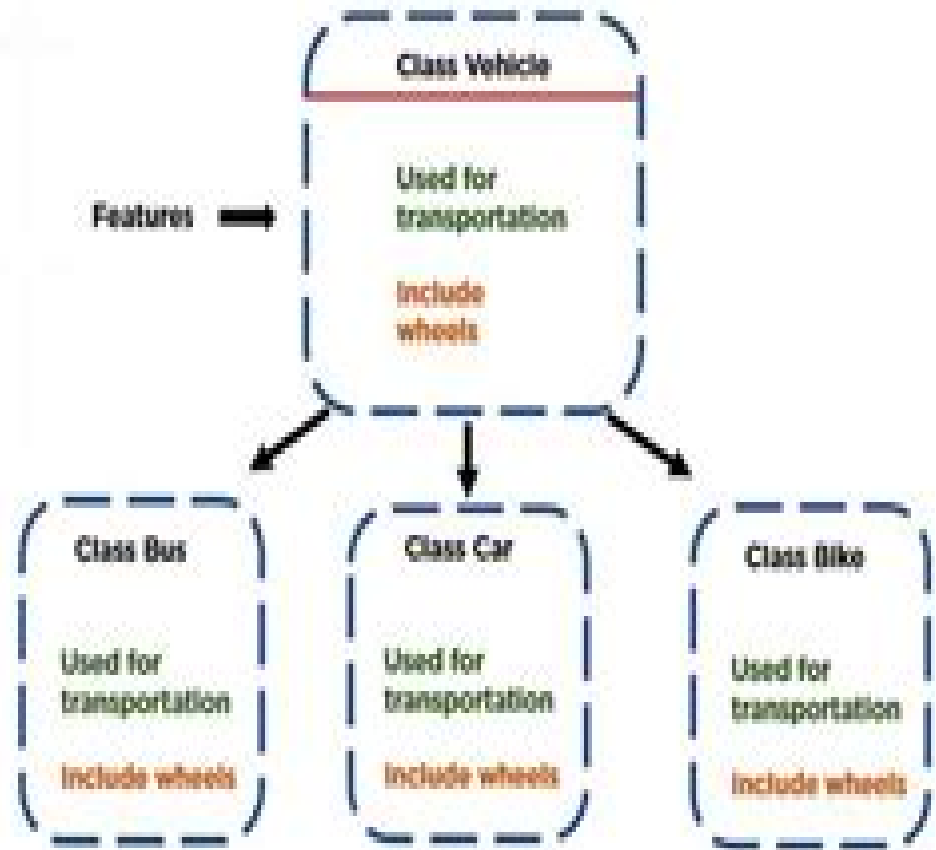 Class Vehicle
Features
Used for
transportation
Include
wheels
Class Bus
Used for
transportation
Include wheels
Class Car
Used for
transportation
Include wheels
Class Bike
Used for
transportation
Include wheels